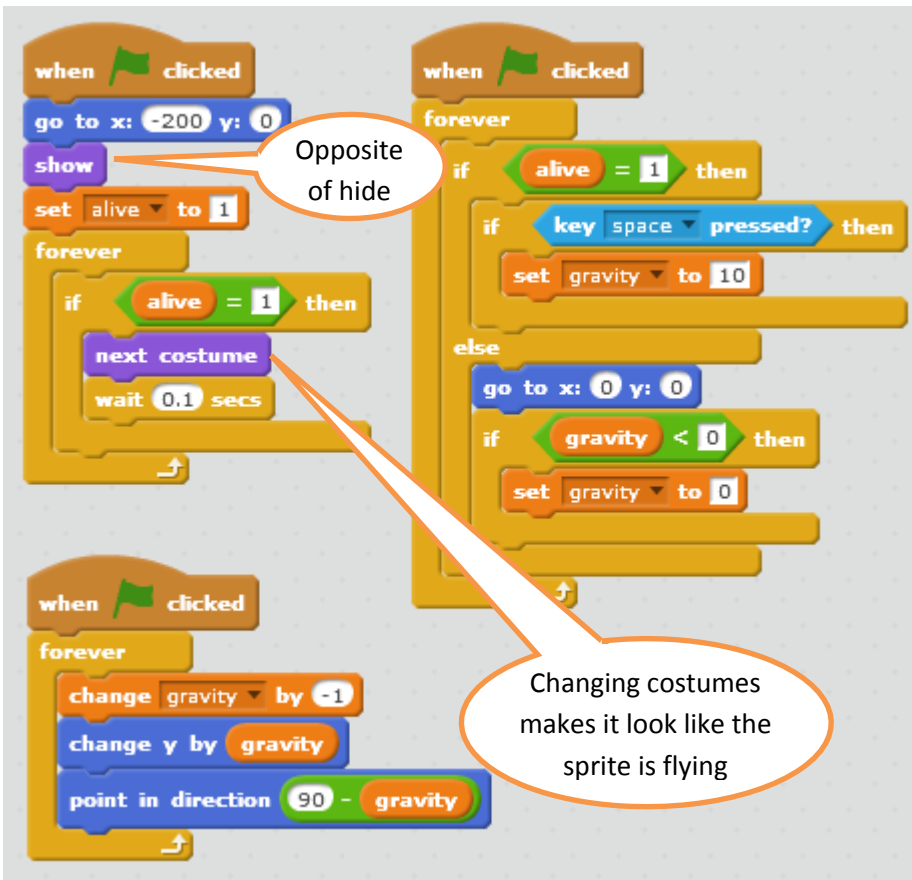 when clicked
go to x: -200 y: 0
show
set alive to 1
forever
if alive = 1 then
next costume
wait 0.1 secs
Opposite
of hide
when clicked
forever
if alive = 1 then
if key space pressed? then
set gravity to 10
else
go to x: 0 y: 0
if gravity < 0 then
set gravity to 0
when clicked
forever
change gravity by -1
change y by gravity
point in direction 90 - gravity
Changing costumes
makes it look like the
sprite is flying